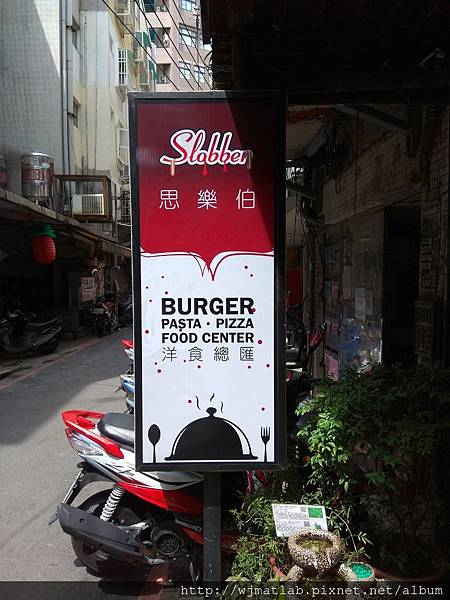 Slobber
思樂伯
BURGER
PASTA · PIZZA
FOOD CENTER
洋食總匯
http://wjmatlab.pixnet.net/album